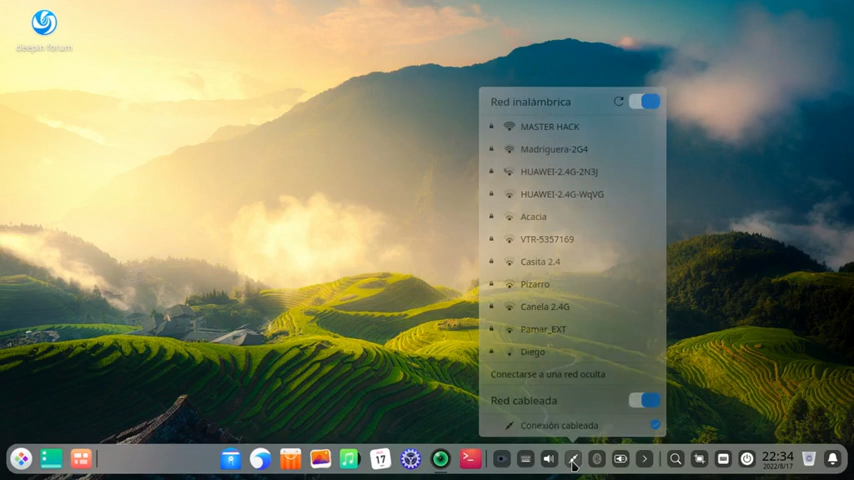 deepin forum
Red inalámbrica
MASTER HACK
Madriguera-2G4
HUAWEI-2.4G-2N3J
HUAWEI-2.4G-WqVG
Acacia
VTR-5357169
Casita 2.4
Pizarro
Canela 2.4G
Pamar_EXT
Diego
Conectarse a una red oculta
Red cableada
Conexión cableada
17
22:34
2022/8/17